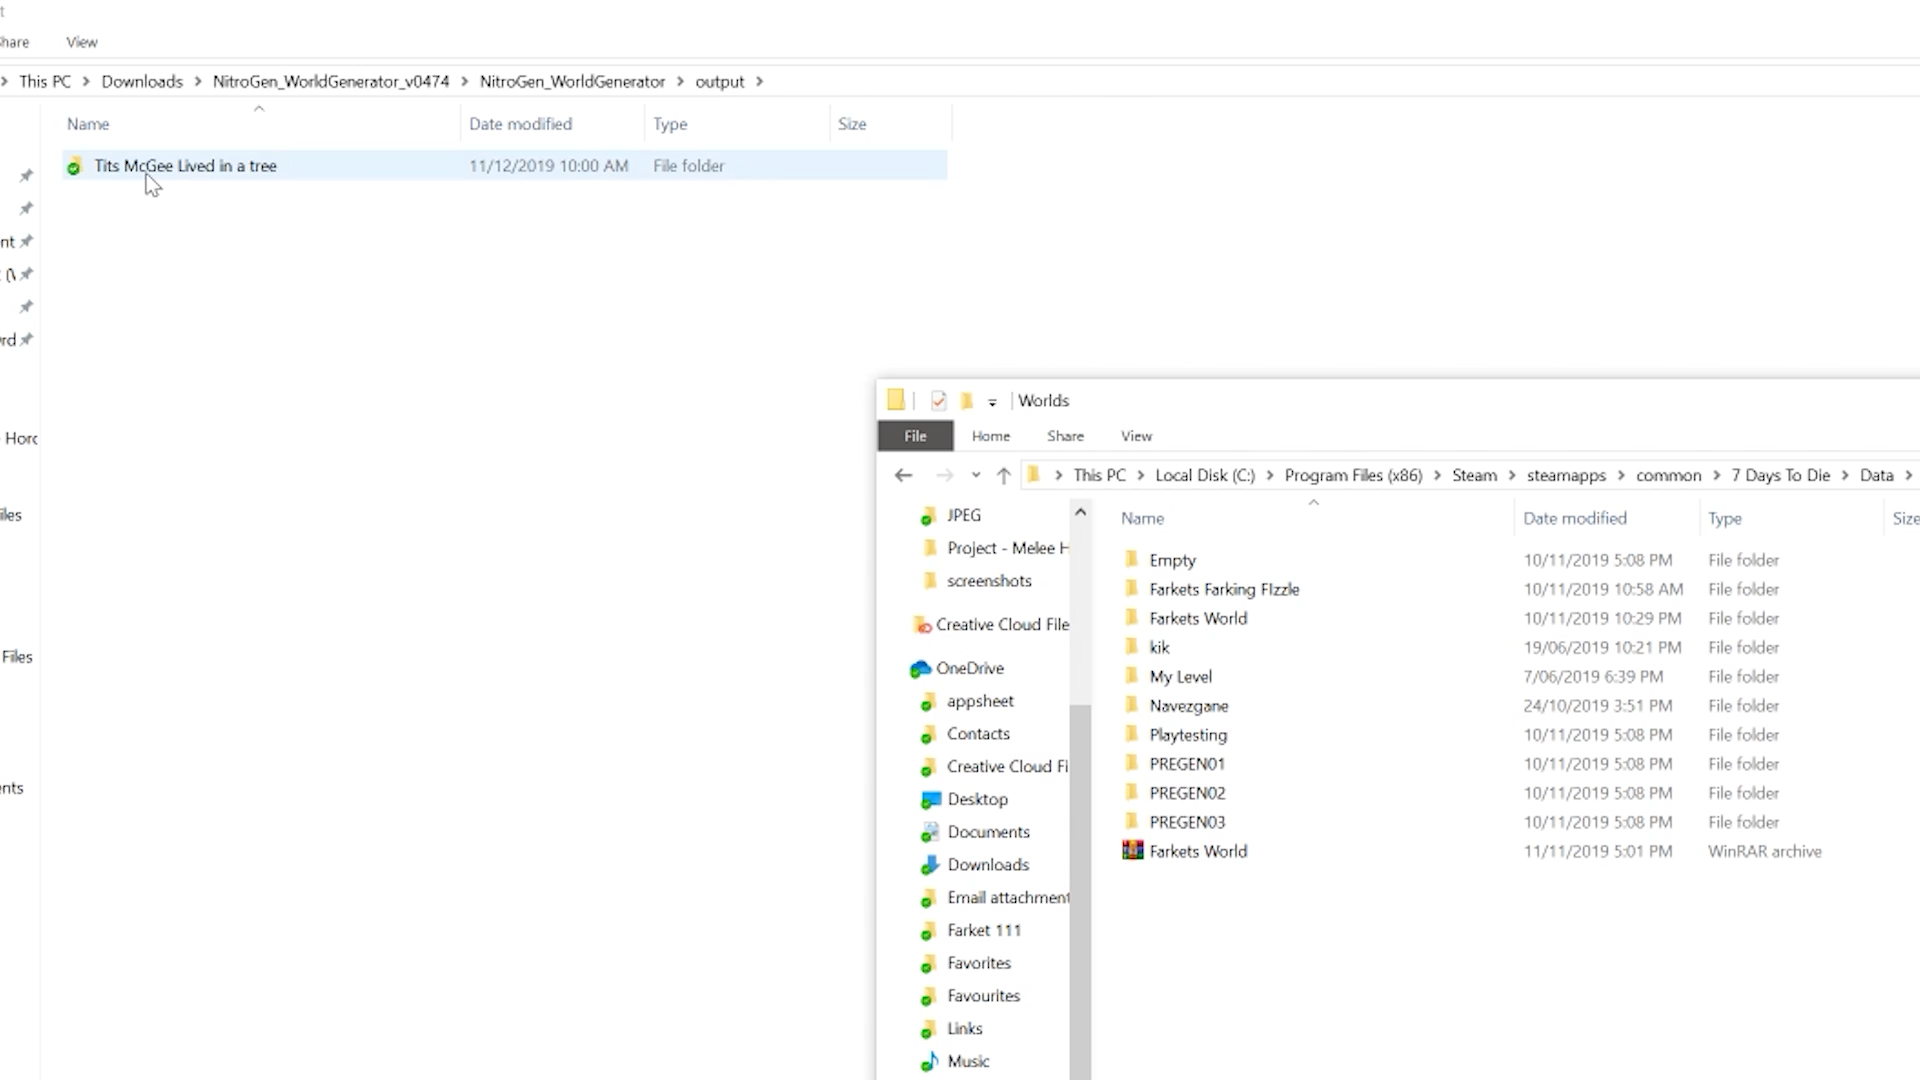 t
hare View
This PC Downloads NitroGen_WorldGenerator_v0474 NitroGen_WorldGenerator output
Name Date modified Type Size
Tits McGee Lived in a tree 11/12/2019 10:00 AM File folder
nt
rd
Hord
iles
Files
ents
Worlds
File Home Share View
This PC Local Disk (C:) Program Files (x86) Steam steamapps common 7 Days To Die Data
JPEG
Project - Melee H
screenshots
Creative Cloud File
OneDrive
appsheet
Contacts
Creative Cloud Fi
Desktop
Documents
Downloads
Email attachment
Farket 111
Favorites
Favourites
Links
Music
Name Date modified Type Size
Empty 10/11/2019 5:08 PM File folder
Farkets Farking FIzzle 10/11/2019 10:58 AM File folder
Farkets World 10/11/2019 10:29 PM File folder
kik 19/06/2019 10:21 PM File folder
My Level 7/06/2019 6:39 PM File folder
Navezgane 24/10/2019 3:51 PM File folder
Playtesting 10/11/2019 5:08 PM File folder
PREGEN01 10/11/2019 5:08 PM File folder
PREGEN02 10/11/2019 5:08 PM File folder
PREGEN03 10/11/2019 5:08 PM File folder
Farkets World 11/11/2019 5:01 PM WinRAR archive